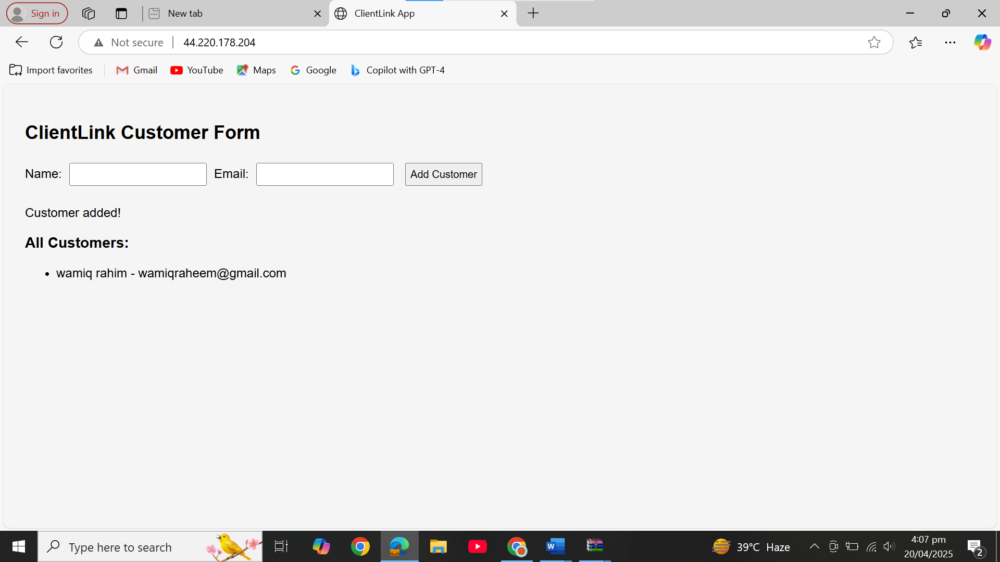 Sign in
New tab
ClientLink App
Not secure
44.220.178.204
Import favorites
Gmail
YouTube
Maps
Google
Copilot with GPT-4
ClientLink Customer Form
Name:
Email:
Add Customer
Customer added!
All Customers:
• wamiq rahim - wamiqraheem@gmail.com
Type here to search
39°C Haze
4:07 pm
20/04/2025
2